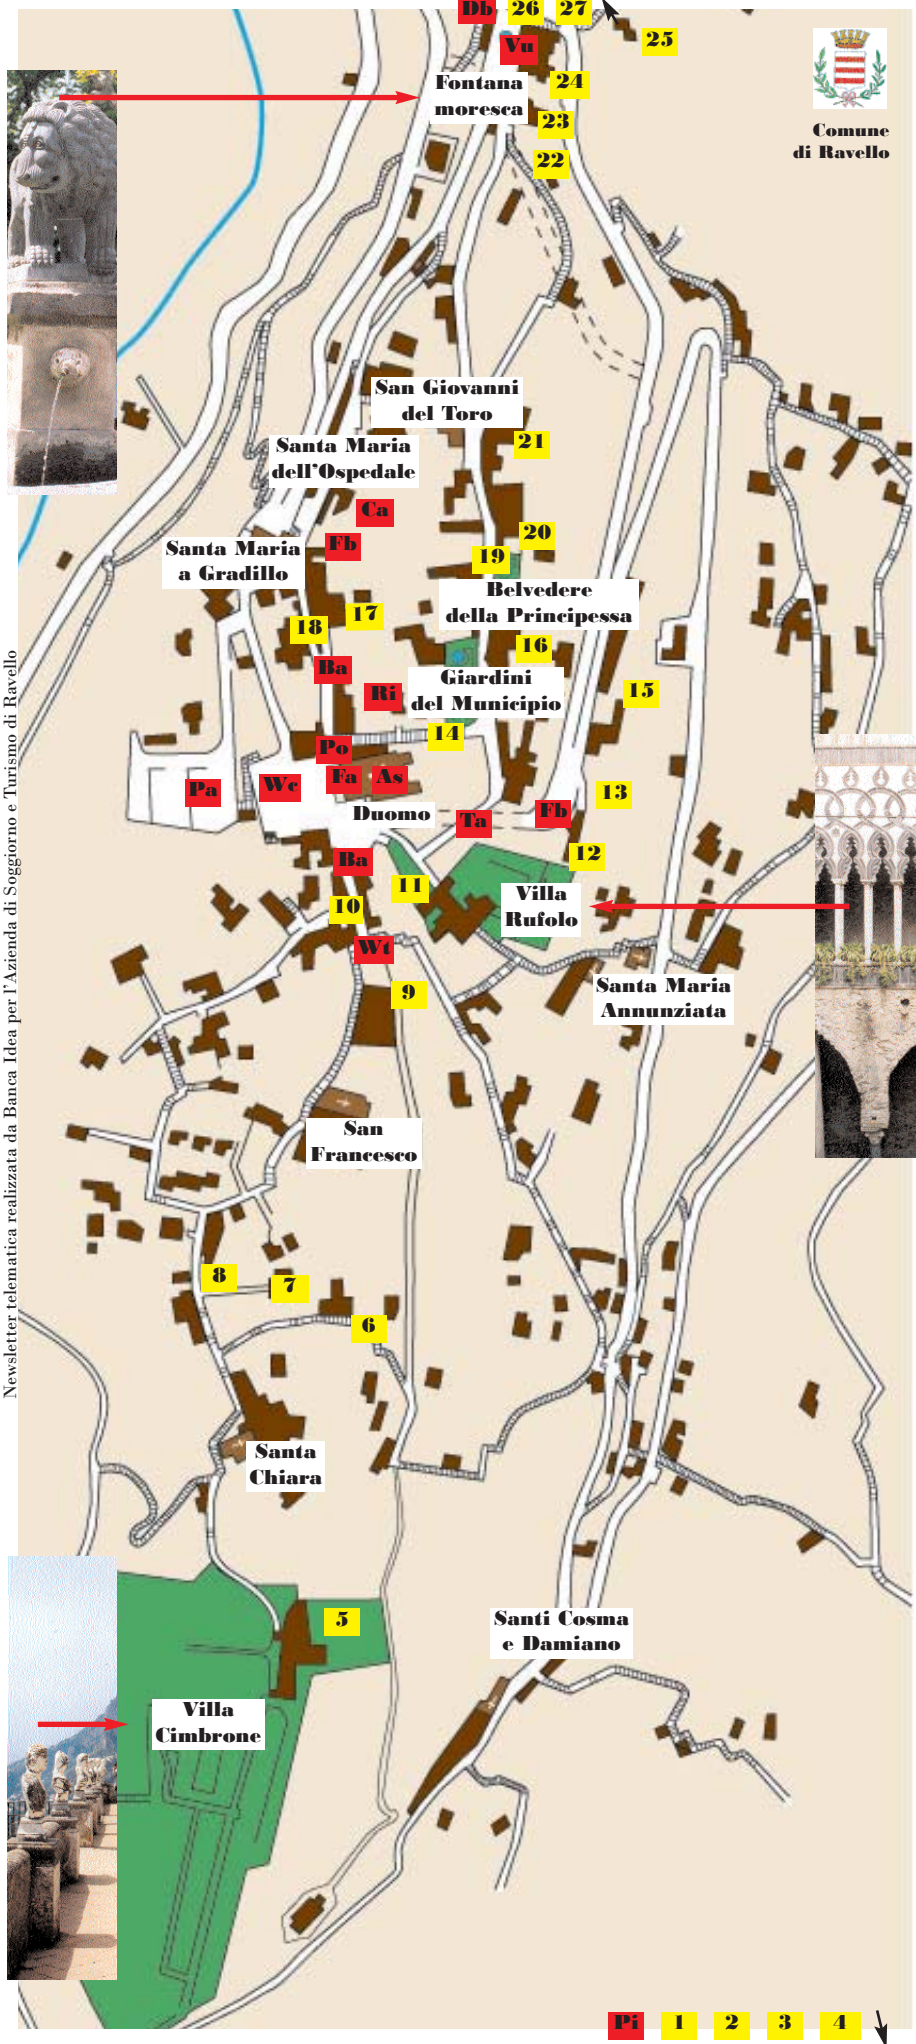 Db 26 27
Vu 25
Fontana
moresca
24
23
22
Comune
di Ravello
San Giovanni
del Toro
21
Santa Maria
dell'Ospedale
Ca
20
Fb
19
Santa Maria
a Gradillo
Belvedere
della Principessa
17
18
16
Ba
Giardini
del Municipio
Ri
15
14
Po
Pa
Wc
Fa
As
13
Duomo
Ta
Fb
Ba
12
11
Villa
Rufolo
10
Wt
9
Santa Maria
Annunziata
San
Francesco
8
7
6
Santa
Chiara
5
Santi Cosma
e Damiano
Villa
Cimbrone
Pi 1 2 3 4
Newsletter telematica realizzata da Banca Idea per l'Azienda di Soggiorno e Turismo di Ravello